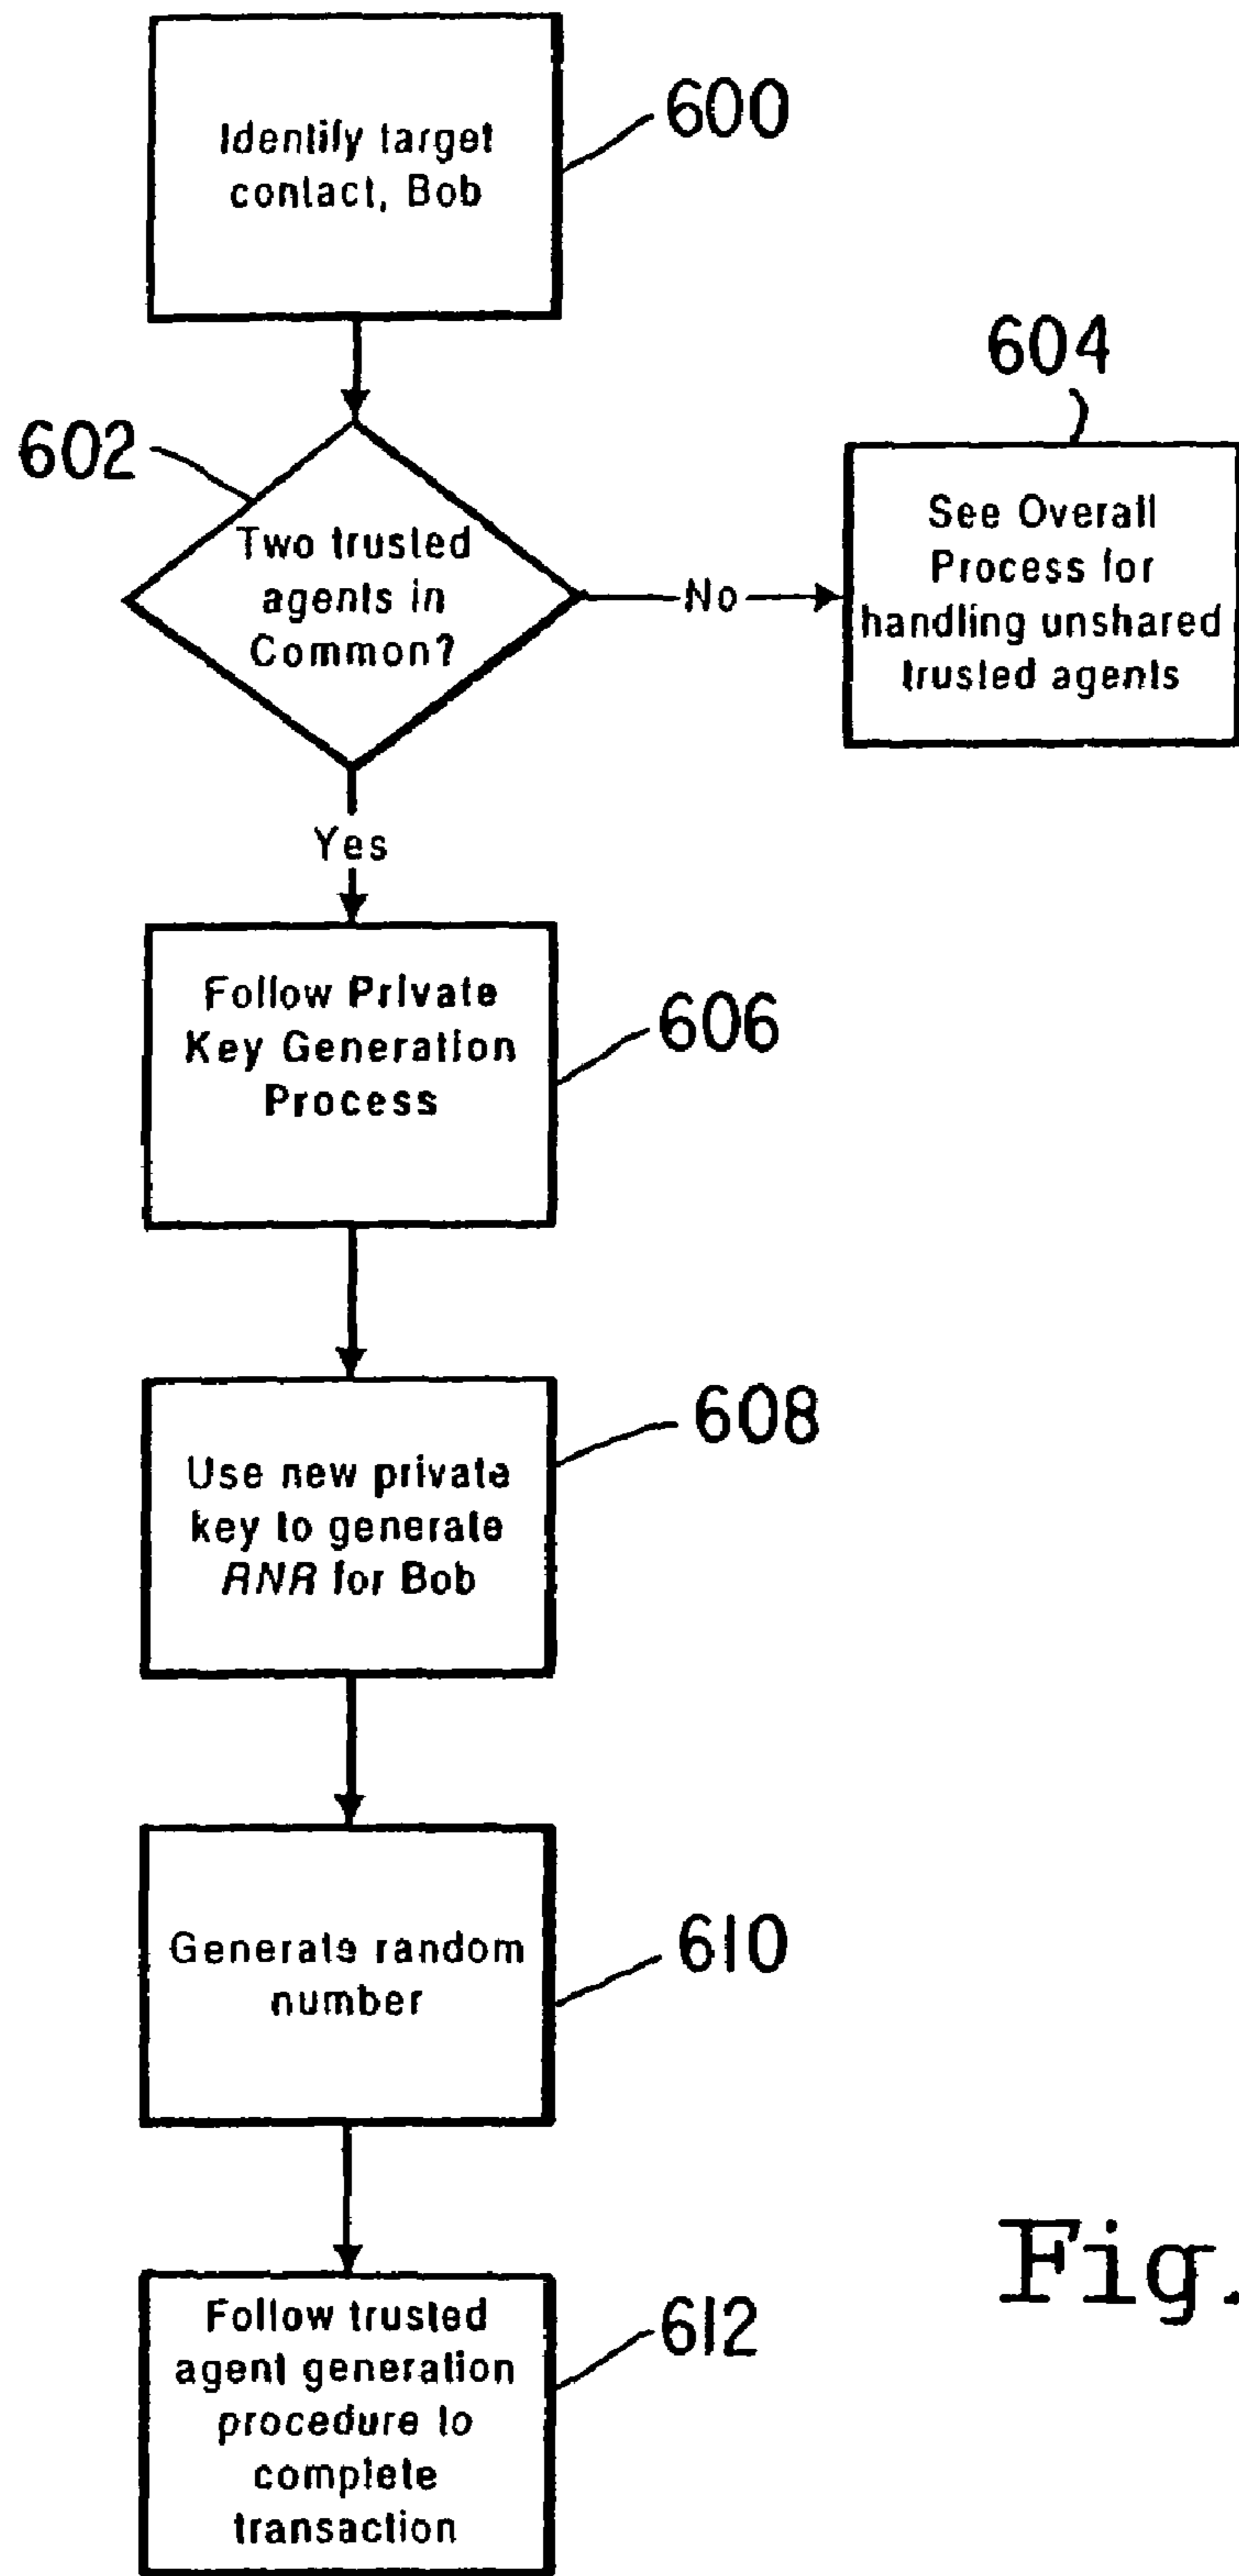 Identify target
contact, Bob
600
602
Two trusted
agents in
Common?
No
604
See Overall
Process for
handling unshared
trusted agents
Yes
Follow Private
Key Generation
Process
606
Use new private
key to generate
RNR for Bob
608
Generate random
number
610
Follow trusted
agent generation
procedure to
complete
transaction
612
Fig.